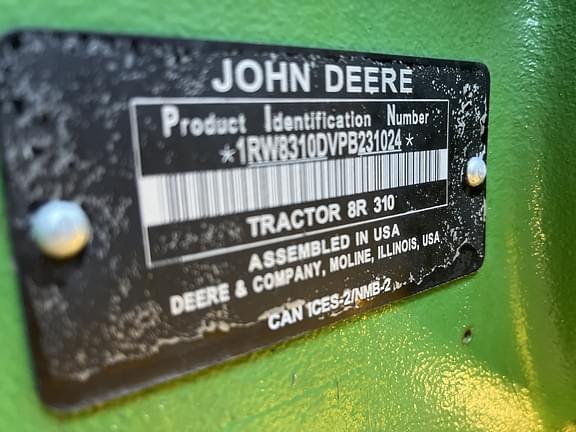 JOHN DEERE
Product Identification Number
*1RW8310DVPB231024*
TRACTOR 8R 310
ASSEMBLED IN USA
DEERE & COMPANY, MOLINE, ILLINOIS, USA
CAN ICES-2/NMB-2